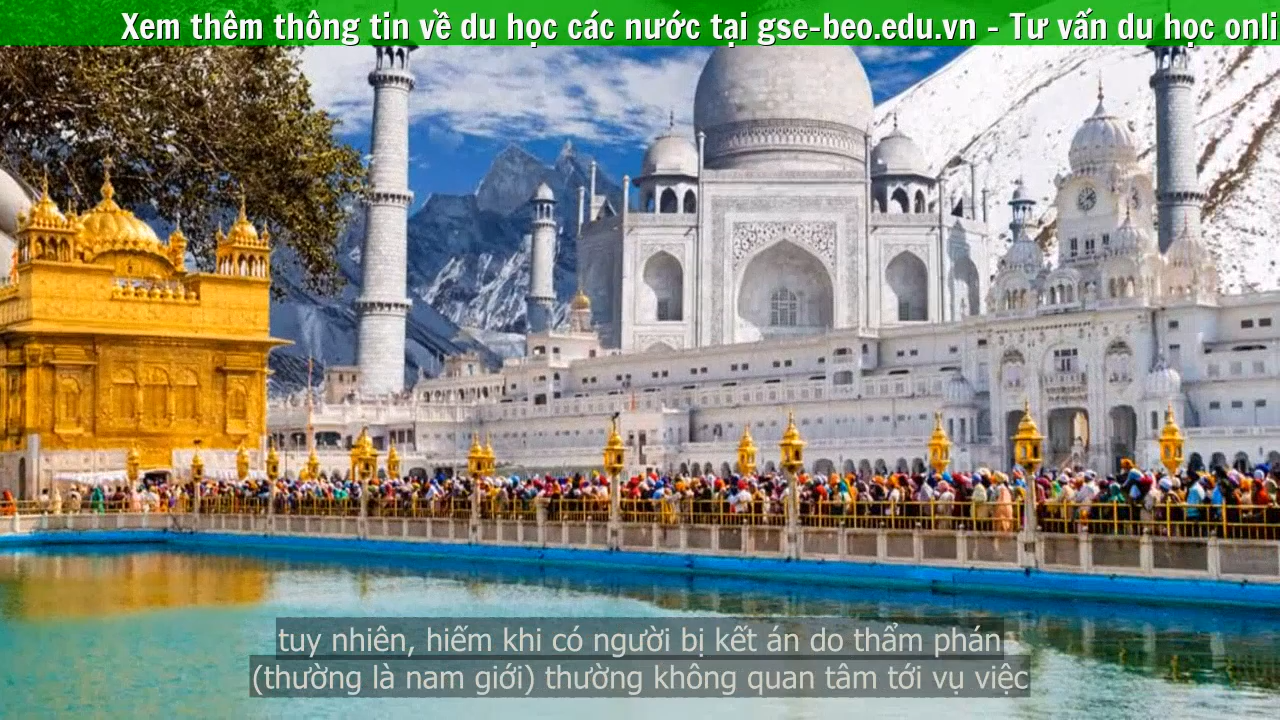 Xem thêm thông tin về du học các nước tại gse-beo.edu.vn - Tư vấn du học onli
tuy nhiên, hiếm khi có người bị kết án do thẩm phán
(thường là nam giới) thường không quan tâm tới vụ việc